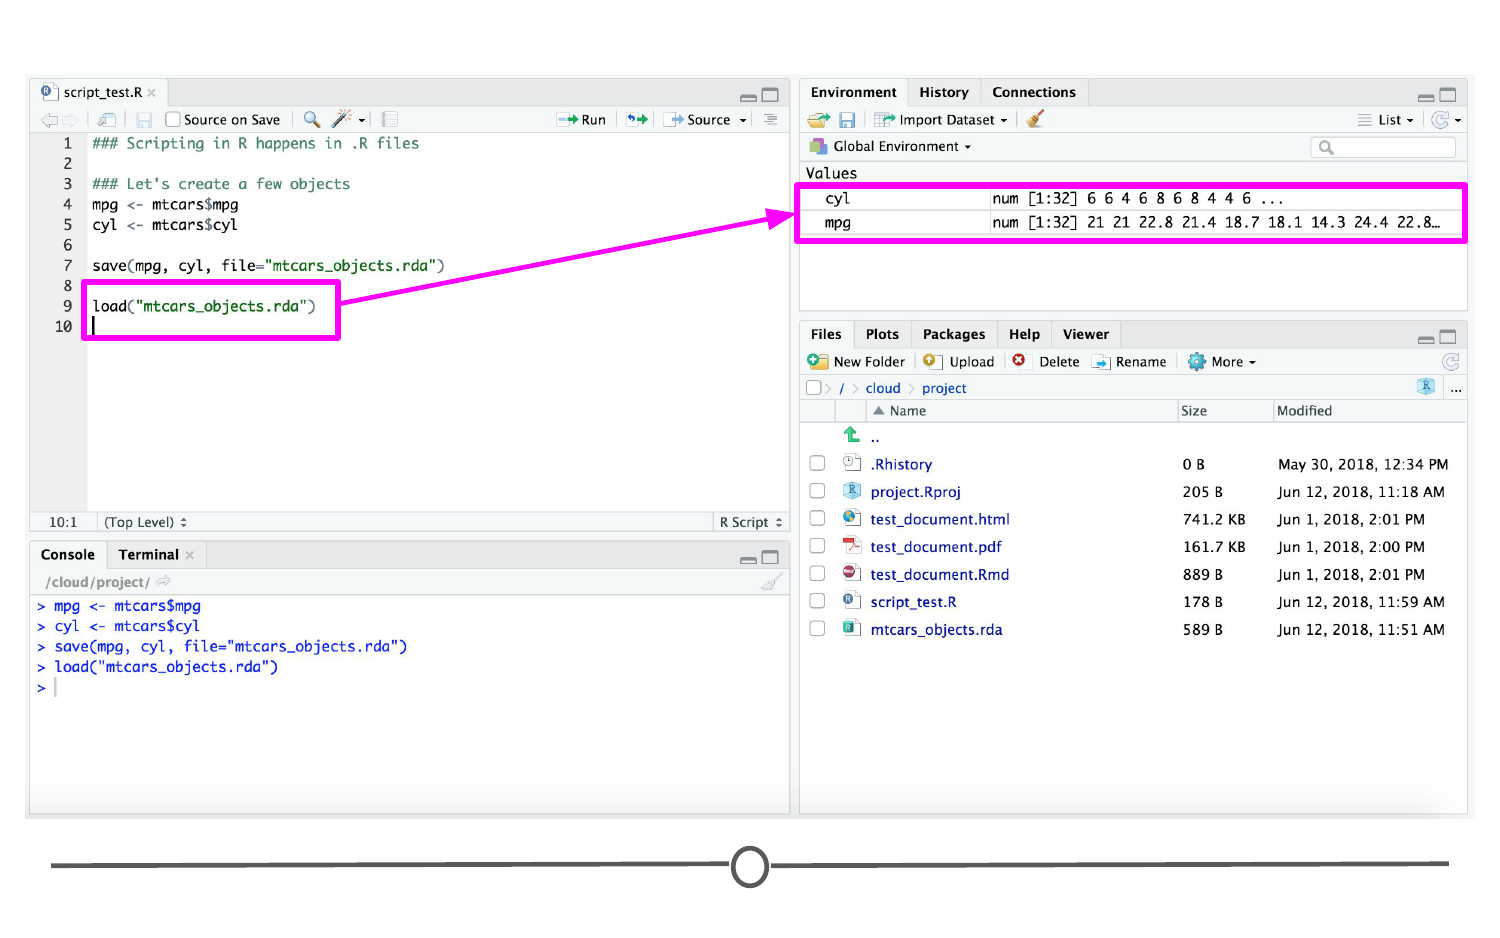 script_test.R
Source on Save
Run
Source
1 ### Scripting in R happens in .R files
2
3 ### Let's create a few objects
4 mpg <- mtcars$mpg
5 cyl <- mtcars$cyl
6
7 save(mpg, cyl, file="mtcars_objects.rda")
8
9 load("mtcars_objects.rda")
10
10:1 (Top Level) R Script
Console Terminal
/cloud/project/
> mpg <- mtcars$mpg
> cyl <- mtcars$cyl
> save(mpg, cyl, file="mtcars_objects.rda")
> load("mtcars_objects.rda")
>
Environment History Connections
Import Dataset List
Global Environment
Values
cyl num [1:32] 6 6 4 6 8 6 8 4 4 6 ...
mpg num [1:32] 21 21 22.8 21.4 18.7 18.1 14.3 24.4 22.8…
Files Plots Packages Help Viewer
New Folder Upload Delete Rename More
/ > cloud > project R ...
Name Size Modified
..
.Rhistory 0 B May 30, 2018, 12:34 PM
project.Rproj 205 B Jun 12, 2018, 11:18 AM
test_document.html 741.2 KB Jun 1, 2018, 2:01 PM
test_document.pdf 161.7 KB Jun 1, 2018, 2:00 PM
test_document.Rmd 889 B Jun 1, 2018, 2:01 PM
script_test.R 178 B Jun 12, 2018, 11:59 AM
mtcars_objects.rda 589 B Jun 12, 2018, 11:51 AM